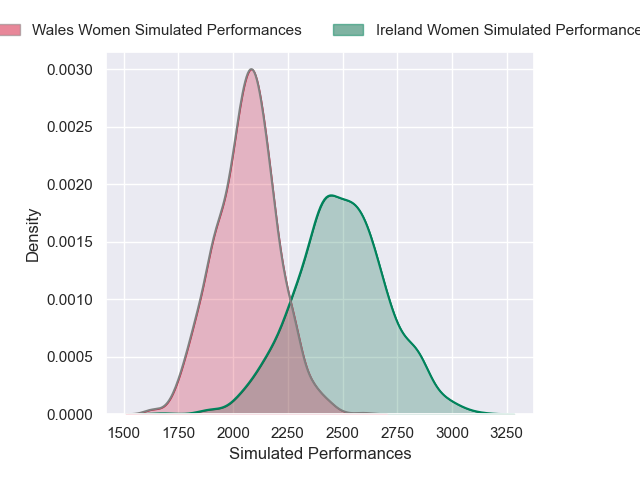 Wales Women Simulated Performances
Ireland Women Simulated Performance
0.0030
0.0025
0.0020
0.0015
0.0010
0.0005
0.0000
Density
1500 1750 2000 2250 2500 2750 3000 3250
Simulated Performances